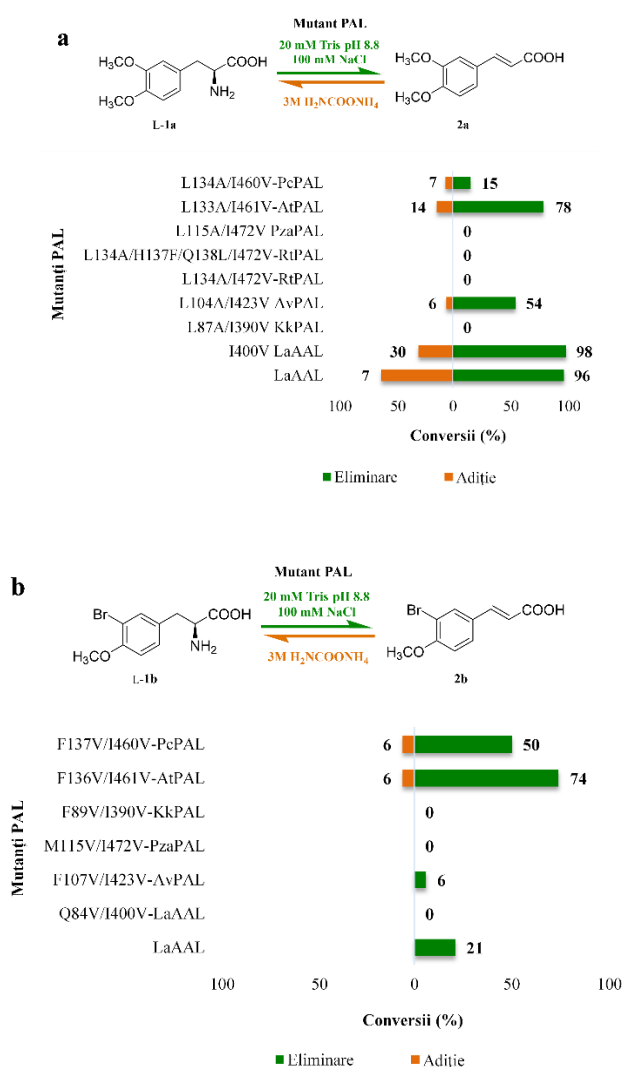 a
Mutant PAL
20 mM Tris pH 8.8
100 mM NaCl
3M H₂NCOONH₄
H₃CO
H₃CO
COOH
NH₂
L-1a
H₃CO
H₃CO
COOH
2a
Mutanți PAL
L134A/I460V-PcPAL 7 15
L133A/I461V-AtPAL 14 78
L115A/I472V PzaPAL 0
L134A/H137F/Q138L/I472V-RtPAL 0
L134A/I472V-RtPAL 0
L104A/I423V AvPAL 6 54
L87A/I390V KkPAL 0
I400V LaAAL 30 98
LaAAL 7 96
100 50 0 50 100
Conversii (%)
Eliminare Adiție
b
Mutant PAL
20 mM Tris pH 8.8
100 mM NaCl
3M H₂NCOONH₄
Br
H₃CO
COOH
NH₂
L-1b
Br
H₃CO
COOH
2b
Mutanți PAL
F137V/I460V-PcPAL 6 50
F136V/I461V-AtPAL 6 74
F89V/I390V-KkPAL 0
M115V/I472V-PzaPAL 0
F107V/I423V-AvPAL 6
Q84V/I400V-LaAAL 0
LaAAL 21
100 50 0 50 100
Conversii (%)
Eliminare Adiție